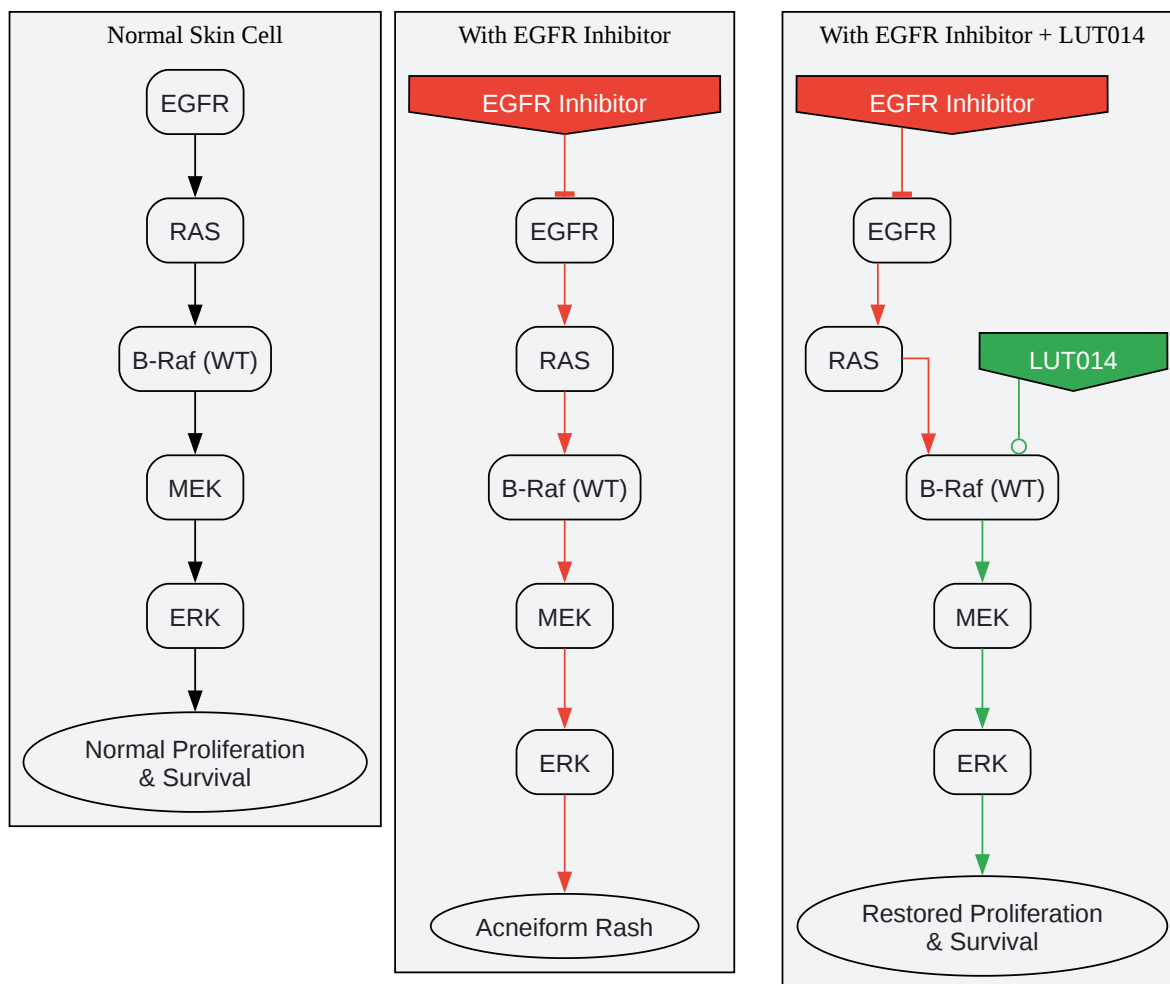 Normal Skin Cell
EGFR
RAS
B-Raf (WT)
MEK
ERK
Normal Proliferation
& Survival
With EGFR Inhibitor
EGFR Inhibitor
EGFR
RAS
B-Raf (WT)
MEK
ERK
Acneiform Rash
With EGFR Inhibitor + LUT014
EGFR Inhibitor
EGFR
RAS
LUT014
B-Raf (WT)
MEK
ERK
Restored Proliferation
& Survival